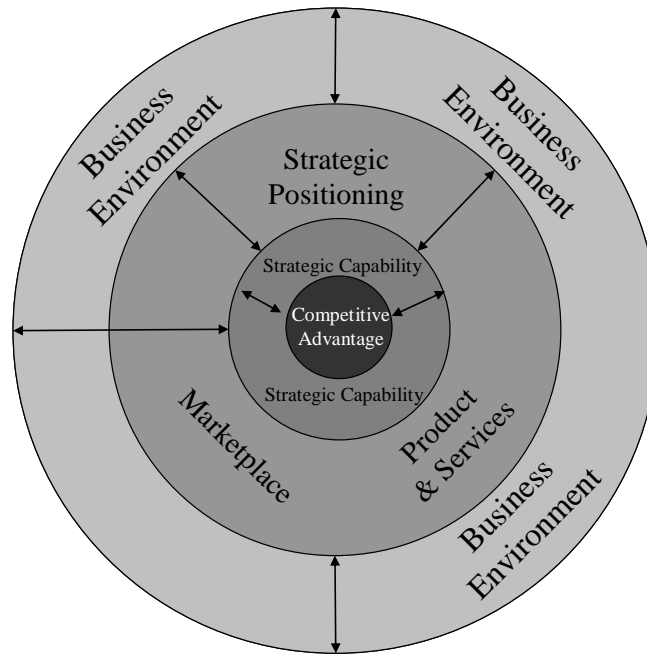 Business
Environment
Business
Environment
Strategic
Positioning
Strategic Capability
Competitive
Advantage
Strategic Capability
Marketplace
Product
& Services
Business
Environment